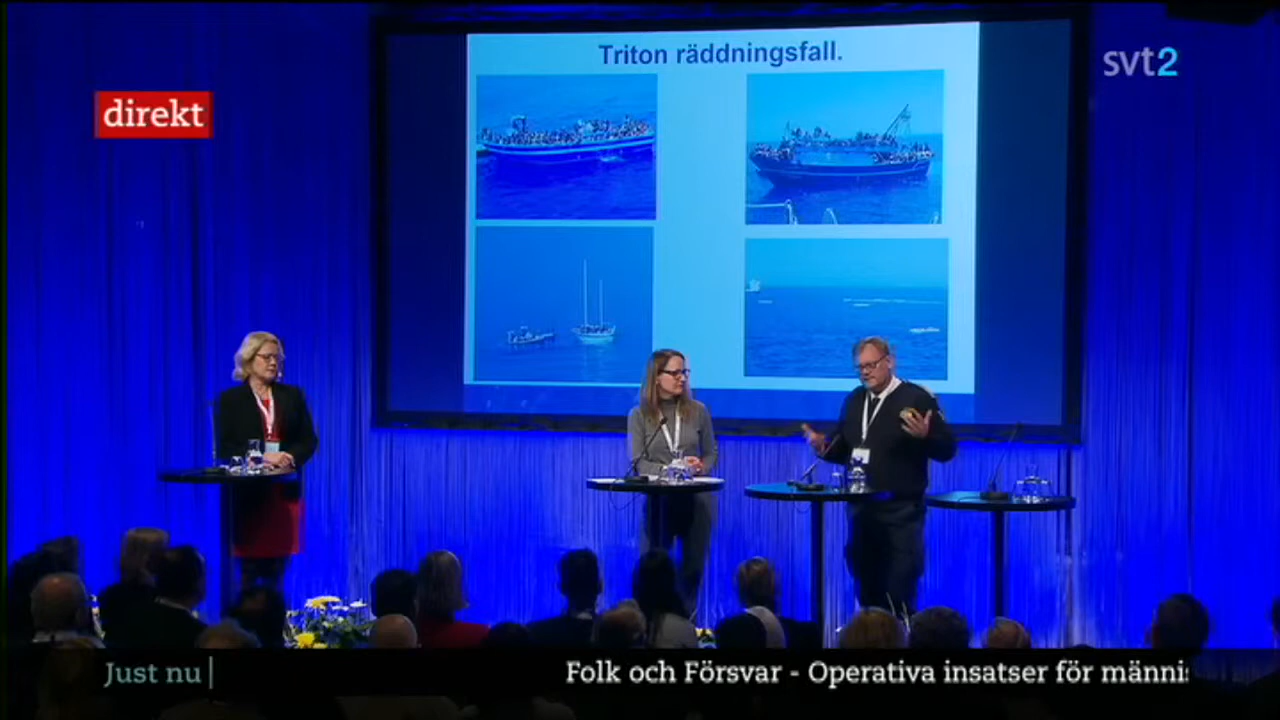 Triton räddningsfall.
svt2
direkt
Just nu
Folk och Försvar - Operativa insatser för männi